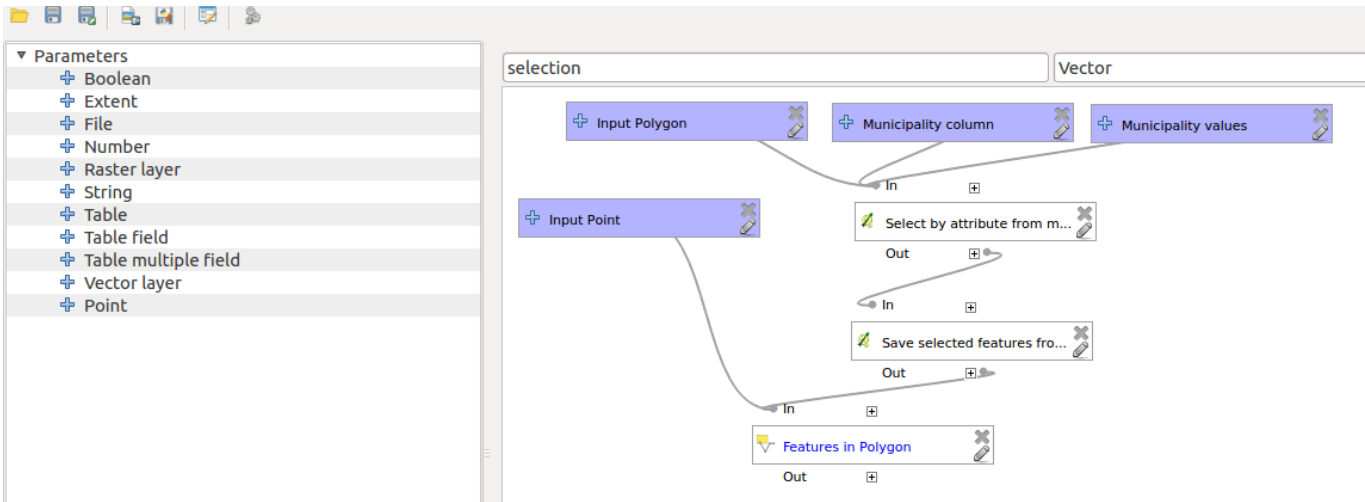 Parameters
Boolean
Extent
File
Number
Raster layer
String
Table
Table field
Table multiple field
Vector layer
Point
selection
Vector
Input Polygon
Municipality column
Municipality values
In
Input Point
Select by attribute from m...
Out
In
Save selected features fro...
Out
In
Features in Polygon
Out